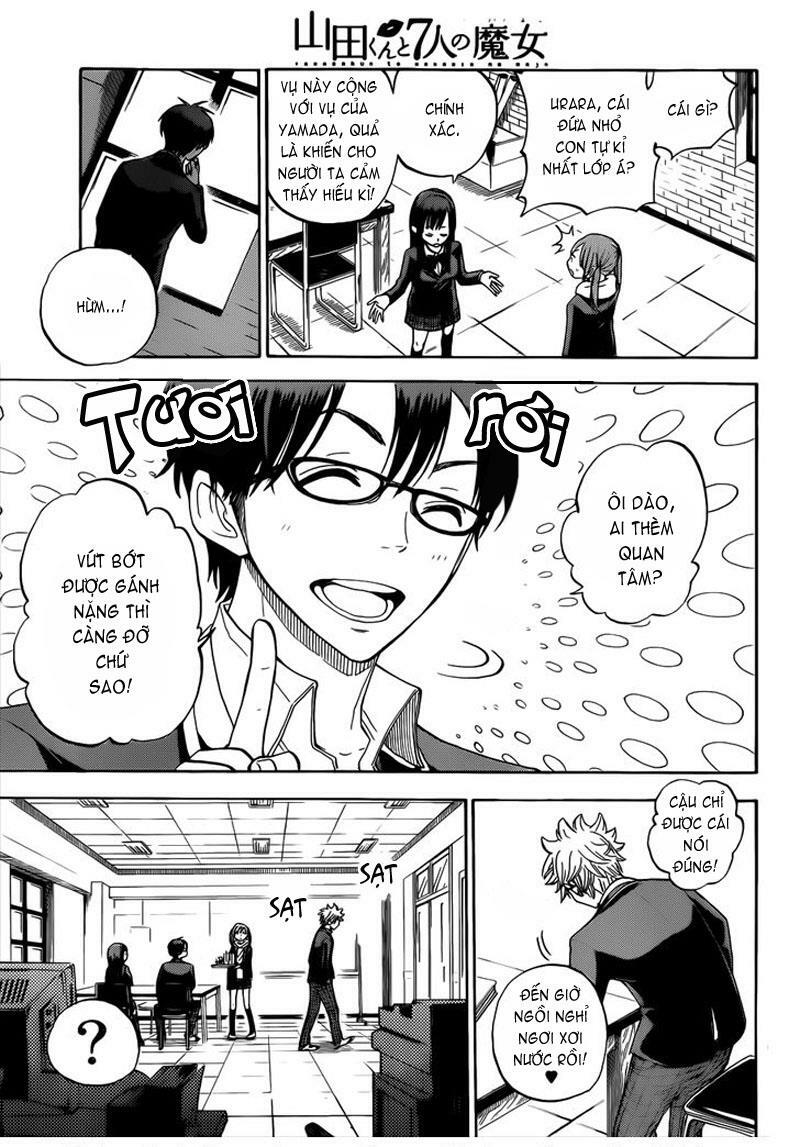 山田くんと7人の魔女
CÁI GÌ?
URARA, CÁI
ĐỨA NHỎ
CON TỰ KỈ
NHẤT LỚP Á?
CHÍNH
XÁC.
VỤ NÀY CỘNG
VỚI VỤ CỦA
YAMADA, QUẢ
LÀ KHIẾN CHO
NGƯỜI TA CẢM
THẤY HIẾU KÌ!
HỪM...!
TƯƠI
RÓI
ÔI DÀO,
AI THÈM
QUAN
TÂM?
VỨT BỚT
ĐƯỢC GÁNH
NẶNG THÌ
CÀNG ĐỠ
CHỨ
SAO!
CẬU CHỈ
ĐƯỢC CÁI
NÓI
ĐÚNG!
ĐẾN GIỜ
NGỒI NGHỈ
NGƠI XƠI
NƯỚC RỒI!
♥
SẠT
SẠT
?